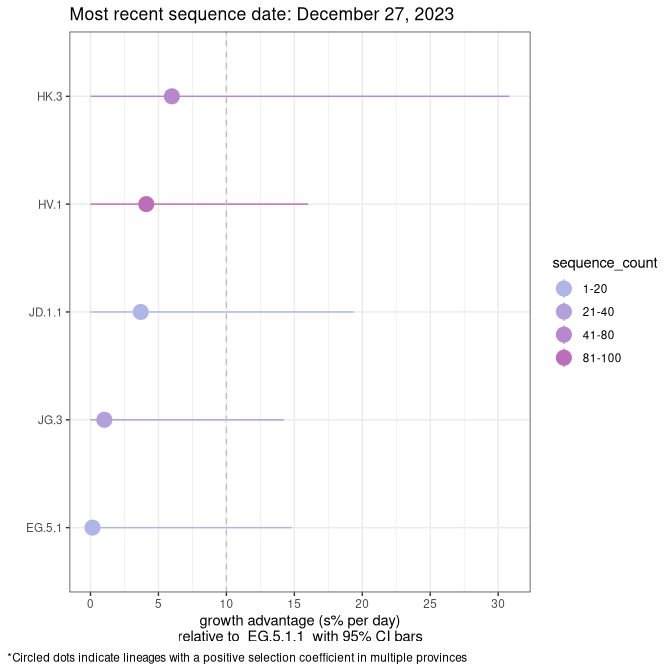 Most recent sequence date: December 27, 2023
HK.3
HV.1
JD.1.1
JG.3
EG.5.1
0 5 10 15 20 25 30
growth advantage (s% per day)
relative to EG.5.1.1 with 95% CI bars
*Circled dots indicate lineages with a positive selection coefficient in multiple provinces
sequence_count
1-20
21-40
41-80
81-100